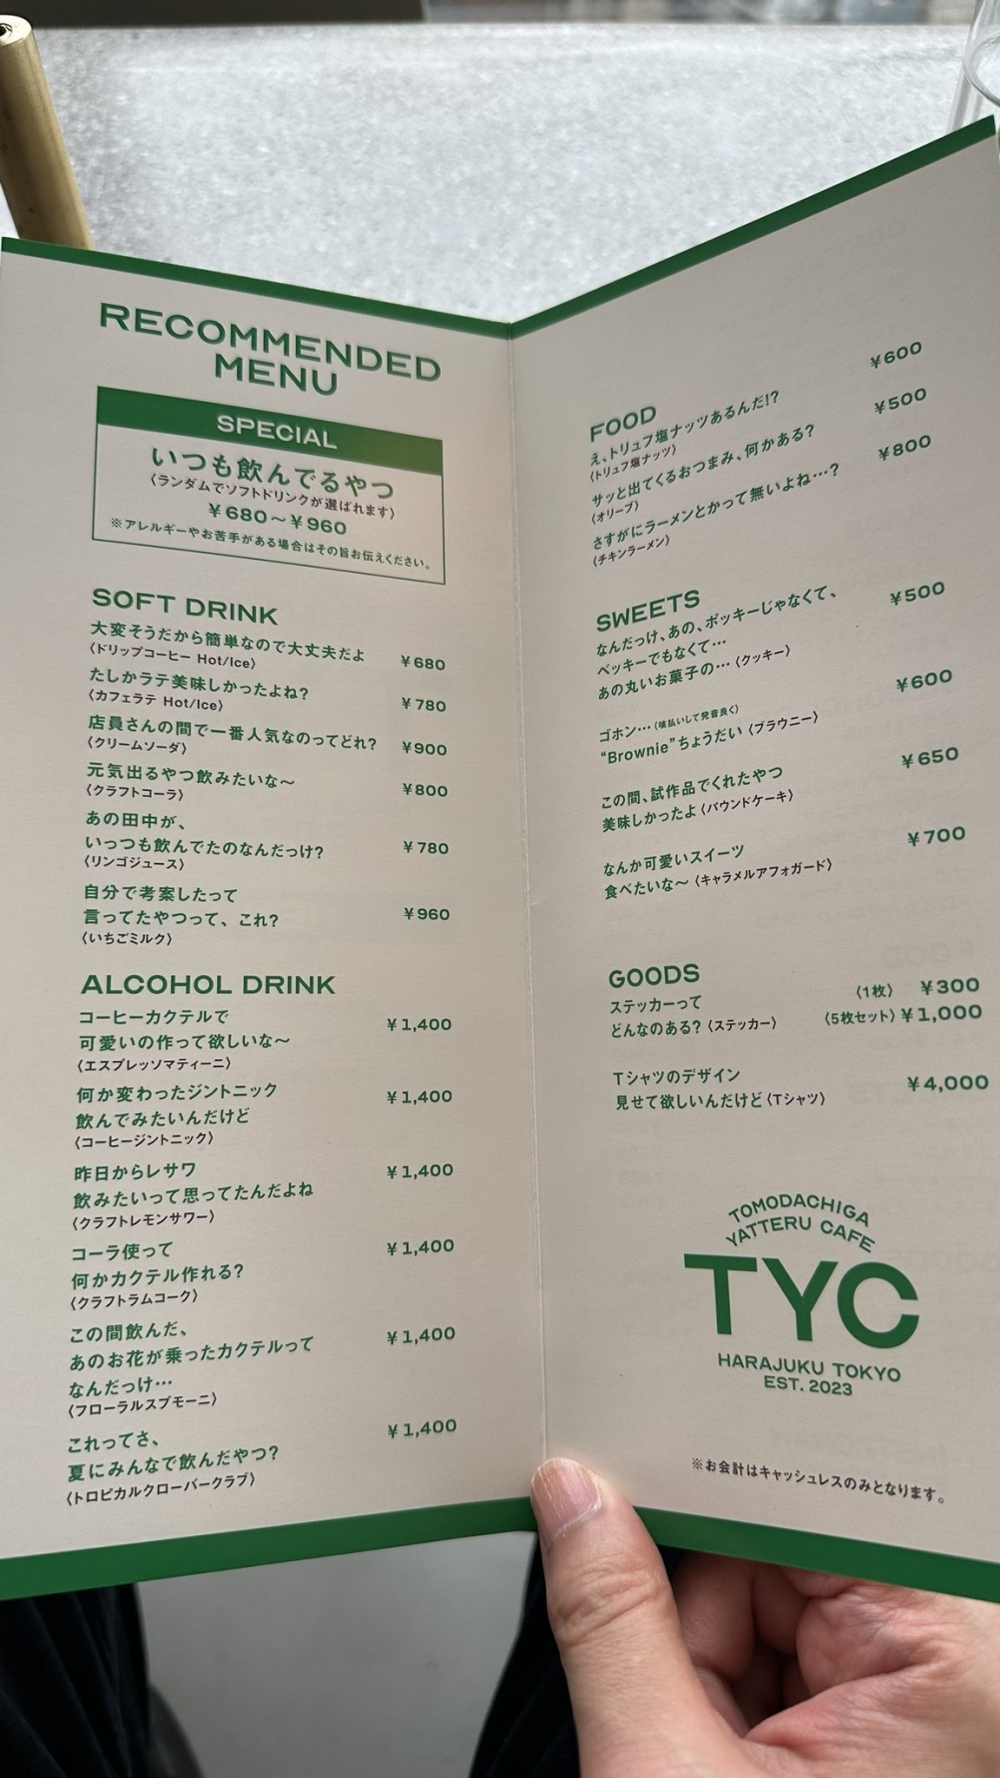 RECOMMENDED
MENU
SPECIAL
いつも飲んでるやつ
〈ランダムでソフトドリンクが選ばれます〉
¥680～¥960
※アレルギーやお苦手がある場合はその旨お伝えください。
SOFT DRINK
大変そうだから簡単なので大丈夫だよ ¥680
〈ドリップコーヒー Hot/Ice〉
たしかラテ美味しかったよね? ¥780
〈カフェラテ Hot/Ice〉
店員さんの間で一番人気なのってどれ? ¥900
〈クリームソーダ〉
元気出るやつ飲みたいな～ ¥800
〈クラフトコーラ〉
あの田中が、
いっつも飲んでたのなんだっけ? ¥780
〈リンゴジュース〉
自分で考案したって
言ってたやつって、これ? ¥960
〈いちごミルク〉
ALCOHOL DRINK
コーヒーカクテルで ¥1,400
可愛いの作って欲しいな～
〈エスプレッソマティーニ〉
何か変わったジントニック ¥1,400
飲んでみたいんだけど
〈コーヒージントニック〉
昨日からレサワ ¥1,400
飲みたいって思ってたんだよね
〈クラフトレモンサワー〉
コーラ使って ¥1,400
何かカクテル作れる?
〈クラフトラムコーク〉
この間飲んだ、 ¥1,400
あのお花が乗ったカクテルって
なんだっけ…
〈フローラルスプモーニ〉
これってさ、 ¥1,400
夏にみんなで飲んだやつ?
〈トロピカルクローバークラブ〉
FOOD
え、トリュフ塩ナッツあるんだ!? ¥600
〈トリュフ塩ナッツ〉
サッと出てくるおつまみ、何かある? ¥500
〈オリーブ〉
さすがにラーメンとかって無いよね…? ¥800
〈チキンラーメン〉
SWEETS
なんだっけ、あの、ポッキーじゃなくて、 ¥500
ベッキーでもなくて…
あの丸いお菓子の…〈クッキー〉
ゴホン…(咳払いして発音良く) ¥600
“Brownie”ちょうだい〈ブラウニー〉
この間、試作品でくれたやつ ¥650
美味しかったよ〈パウンドケーキ〉
なんか可愛いスイーツ ¥700
食べたいな～〈キャラメルアフォガード〉
GOODS
ステッカーって 〈1枚〉 ¥300
どんなのある?〈ステッカー〉 〈5枚セット〉¥1,000
Tシャツのデザイン ¥4,000
見せて欲しいんだけど〈Tシャツ〉
TOMODACHIGA
YATTERU CAFE
TYC
HARAJUKU TOKYO
EST. 2023
※お会計はキャッシュレスのみとなります。